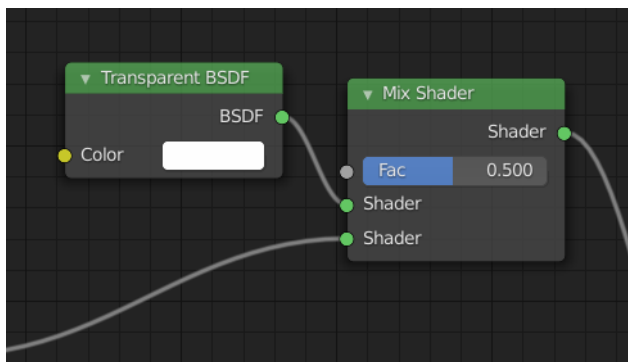 Transparent BSDF
BSDF
Color
Mix Shader
Shader
Fac 0.500
Shader
Shader